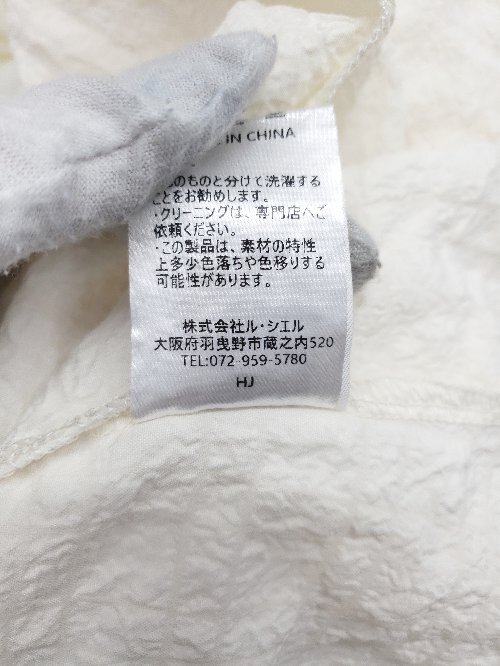 IN CHINA
のものと分けて洗濯する
ことをお勧めします。
・クリーニングは、専門店へご
依頼ください。
・この製品は、素材の特性
上多少色落ちや色移りする
可能性があります。
株式会社ル・シエル
大阪府羽曳野市蔵之内520
TEL:072-959-5780
HJ